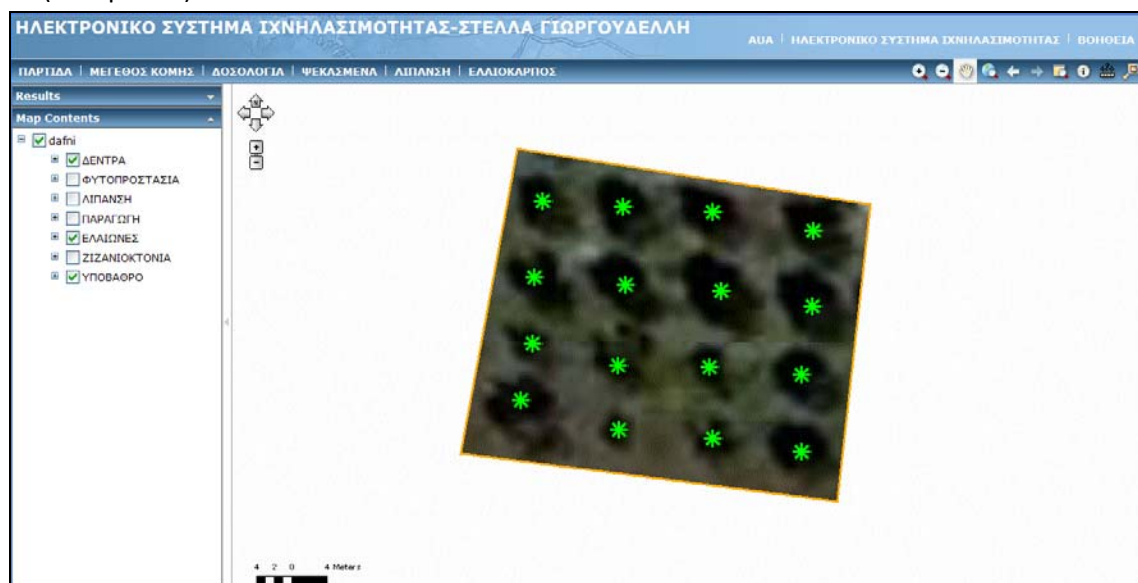 ΗΛΕΚΤΡΟΝΙΚΟ ΣΥΣΤΗΜΑ ΙΧΝΗΛΑΣΙΜΟΤΗΤΑΣ-ΣΤΕΛΛΑ ΓΙΩΡΓΟΥΔΕΛΛΗ
AUA | ΗΛΕΚΤΡΟΝΙΚΟ ΣΥΣΤΗΜΑ ΙΧΝΗΛΑΣΙΜΟΤΗΤΑΣ | ΒΟΗΘΕΙΑ
ΠΑΡΤΙΔΑ | ΜΕΓΕΘΟΣ ΚΟΜΗΣ | ΔΟΣΟΛΟΓΙΑ | ΨΕΚΑΣΜΕΝΑ | ΛΙΠΑΝΣΗ | ΕΛΑΙΟΚΑΡΠΟΣ
Results
Map Contents
dafni
ΔΕΝΤΡΑ
ΦΥΤΟΠΡΟΣΤΑΣΙΑ
ΛΙΠΑΝΣΗ
ΠΑΡΑΓΩΓΗ
ΕΛΑΙΩΝΕΣ
ΖΙΖΑΝΙΟΚΤΟΝΙΑ
ΥΠΟΒΑΘΡΟ
N
4 2 0 4 Meters